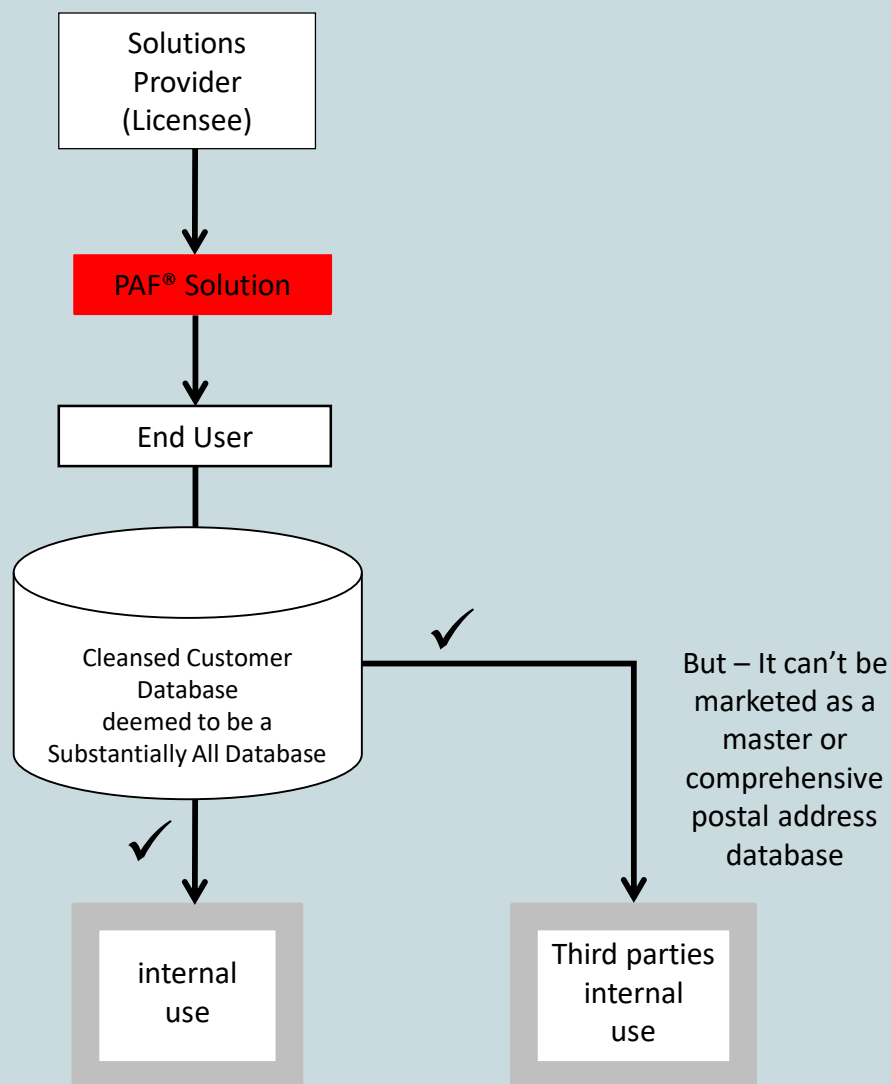 Solutions
Provider
(Licensee)
PAF® Solution
End User
Cleansed Customer
Database
deemed to be a
Substantially All Database
But – It can’t be
marketed as a
master or
comprehensive
postal address
database
internal
use
Third parties
internal
use